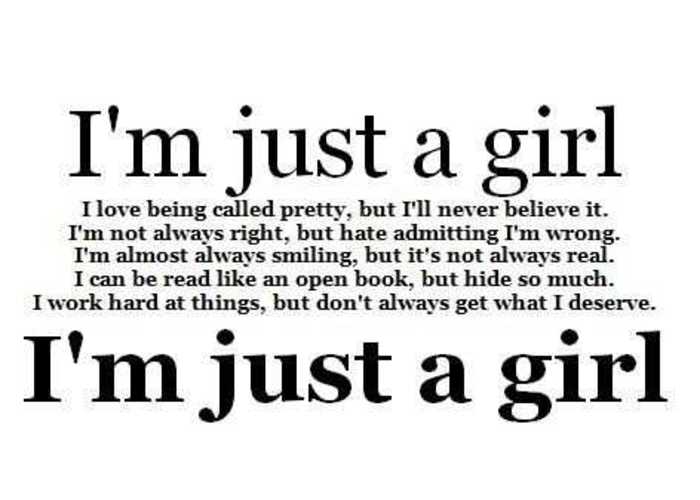 I'm just a girl
I love being called pretty, but I'll never believe it.
I'm not always right, but hate admitting I'm wrong.
I'm almost always smiling, but it's not always real.
I can be read like an open book, but hide so much.
I work hard at things, but don't always get what I deserve.
I'm just a girl